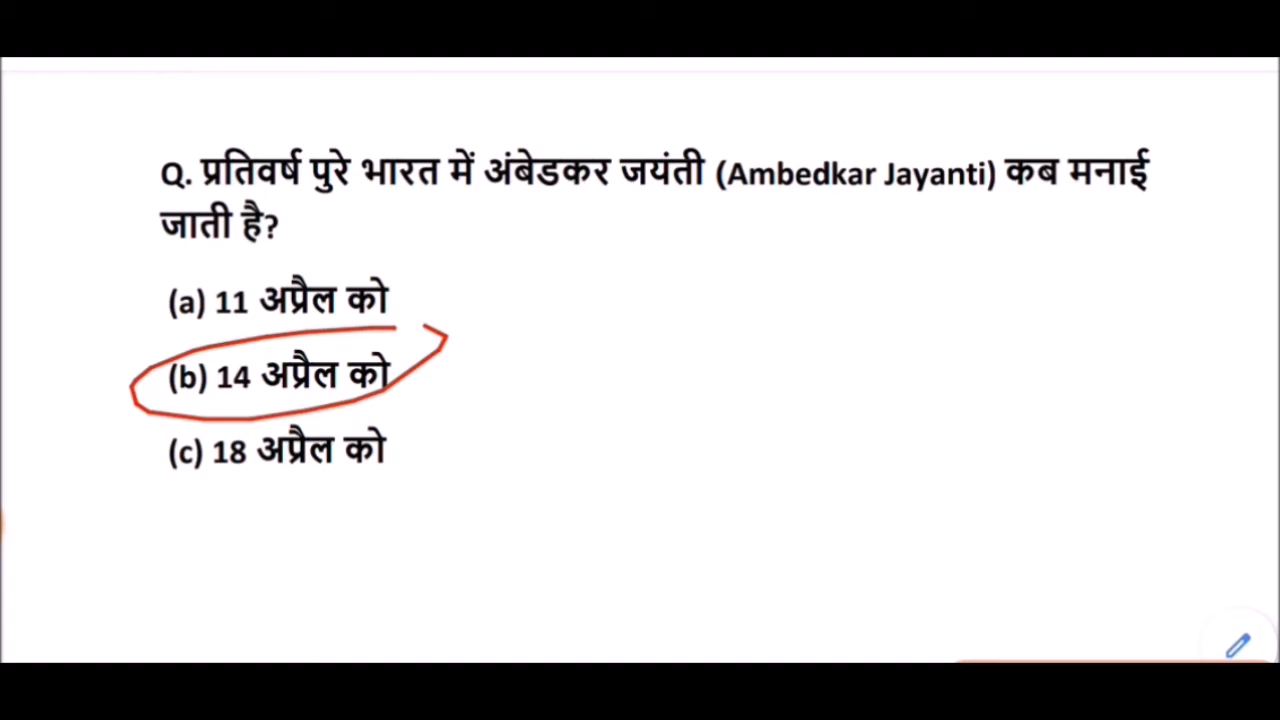 Q. प्रतिवर्ष पुरे भारत में अंबेडकर जयंती (Ambedkar Jayanti) कब मनाई
जाती है?
(a) 11 अप्रैल को
(b) 14 अप्रैल को
(c) 18 अप्रैल को